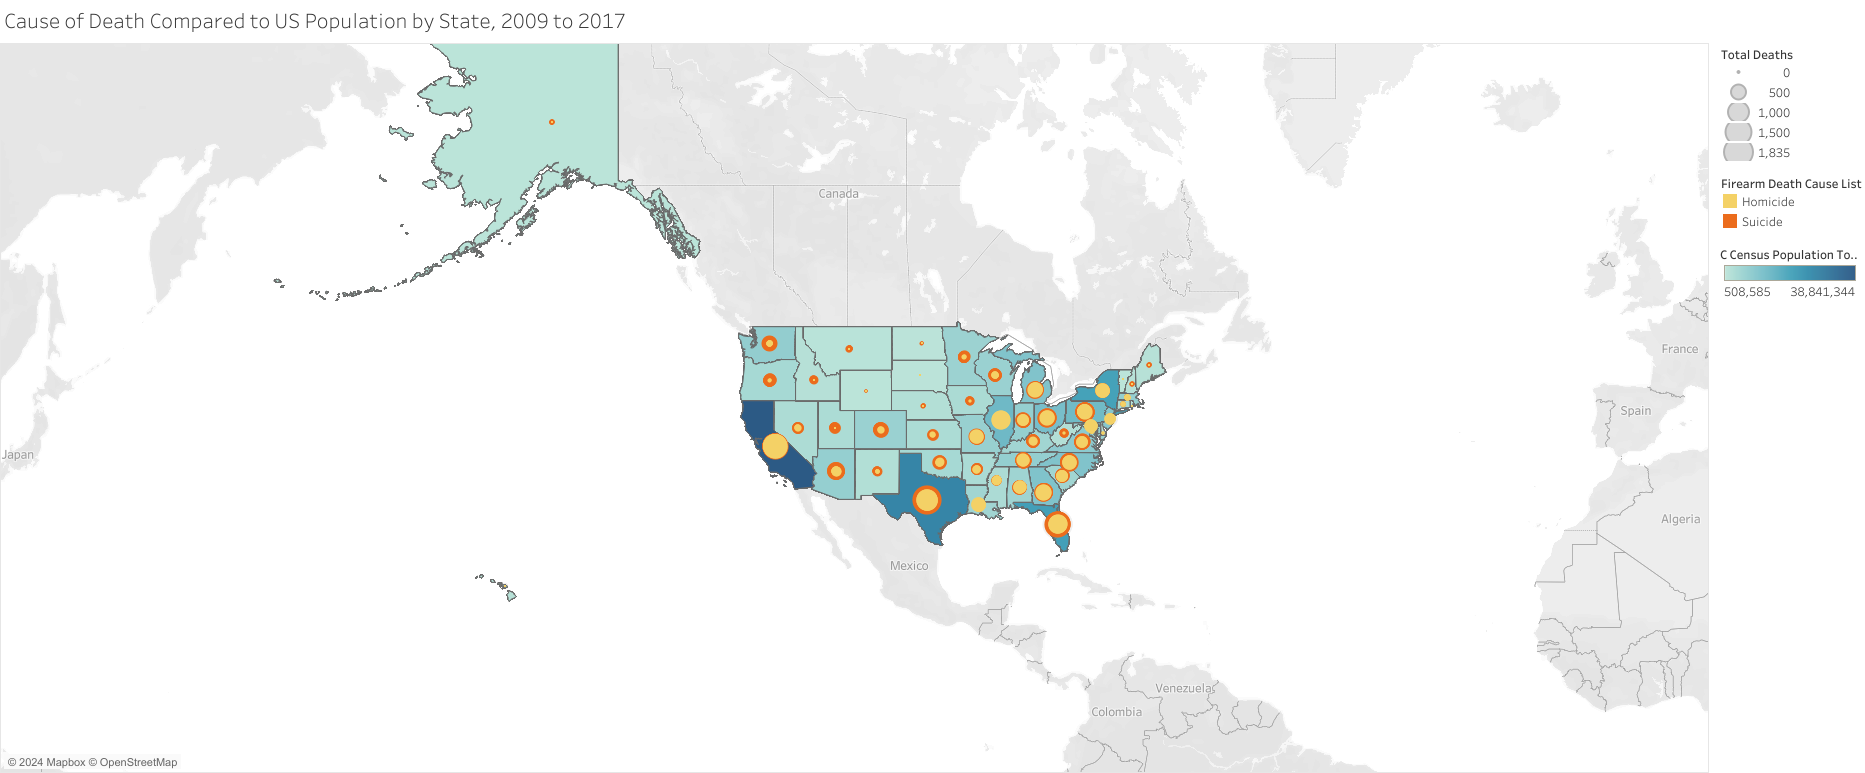 Cause of Death Compared to US Population by State, 2009 to 2017
Total Deaths
0
500
1,000
1,500
1,835
Firearm Death Cause List
Homicide
Suicide
C Census Population To..
508,585 38,841,344
Canada
France
Spain
Japan
Algeria
Mexico
Venezuela
Colombia
© 2024 Mapbox © OpenStreetMap